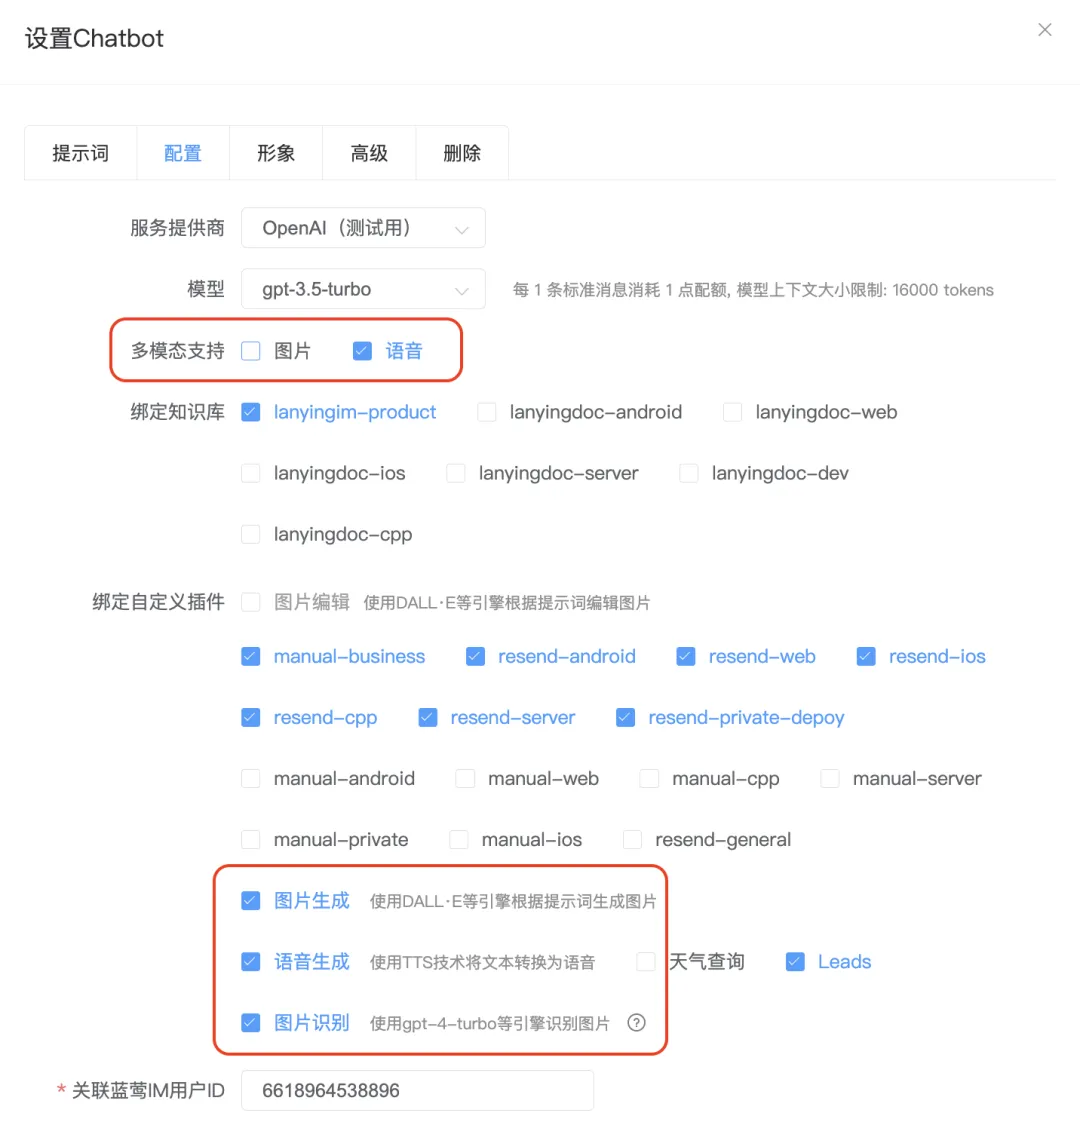 设置Chatbot
提示词 配置 形象 高级 删除
服务提供商 OpenAI（测试用）
模型 gpt-3.5-turbo 每 1 条标准消息消耗 1 点配额, 模型上下文大小限制: 16000 tokens
多模态支持 图片 语音
绑定知识库 lanyingim-product lanyingdoc-android lanyingdoc-web
lanyingdoc-ios lanyingdoc-server lanyingdoc-dev
lanyingdoc-cpp
绑定自定义插件 图片编辑 使用DALL·E等引擎根据提示词编辑图片
manual-business resend-android resend-web resend-ios
resend-cpp resend-server resend-private-depoy
manual-android manual-web manual-cpp manual-server
manual-private manual-ios resend-general
图片生成 使用DALL·E等引擎根据提示词生成图片
语音生成 使用TTS技术将文本转换为语音 天气查询 Leads
图片识别 使用gpt-4-turbo等引擎识别图片 ?
* 关联蓝莺IM用户ID 6618964538896